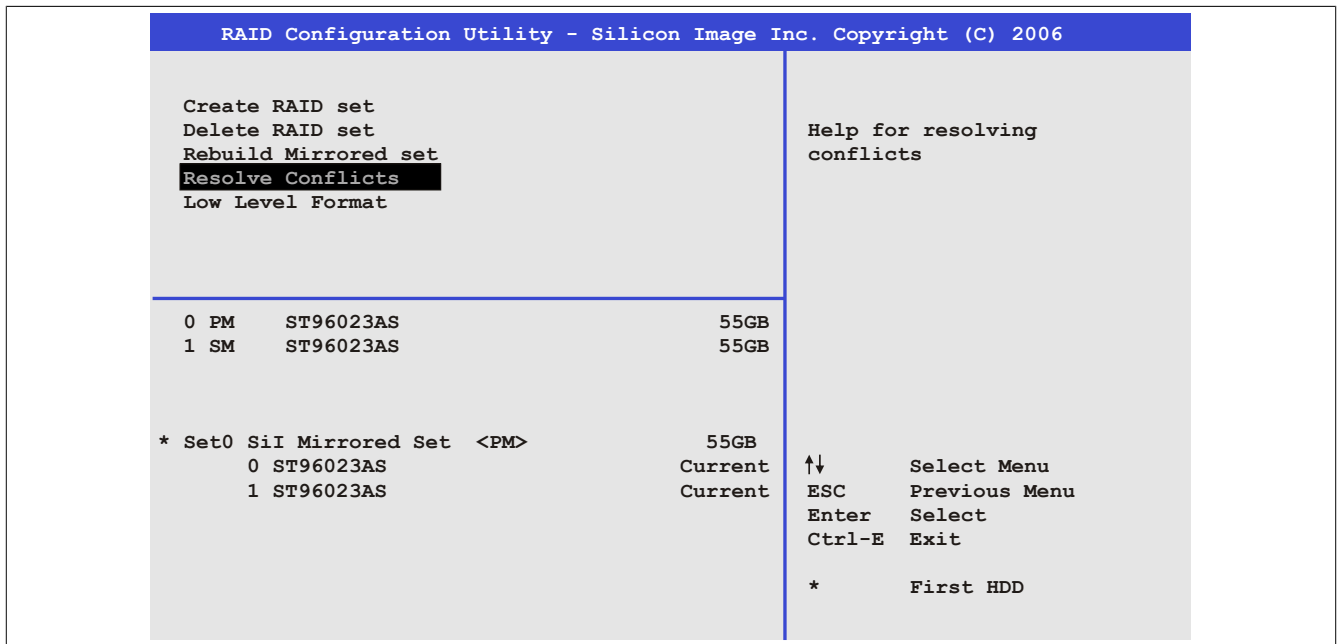 RAID Configuration Utility - Silicon Image Inc. Copyright (C) 2006
Create RAID set
Delete RAID set
Rebuild Mirrored set
Resolve Conflicts
Low Level Format
Help for resolving
conflicts
0 PM ST96023AS 55GB
1 SM ST96023AS 55GB
* Set0 SiI Mirrored Set <PM> 55GB
0 ST96023AS Current
1 ST96023AS Current
↑↓ Select Menu
ESC Previous Menu
Enter Select
Ctrl-E Exit
* First HDD